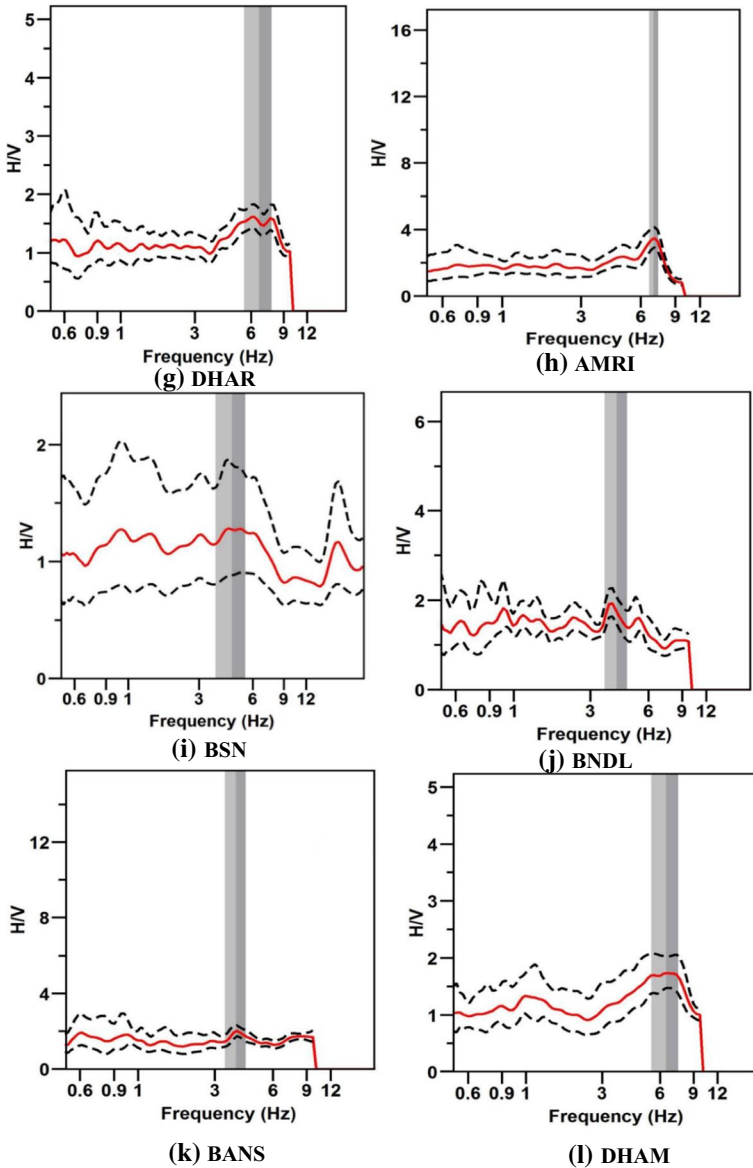 5
4
3
2
1
0
H/V
0.6 0.9 1 3 6 9 12
Frequency (Hz)
(g) DHAR
16
12
8
4
0
H/V
0.6 0.9 1 3 6 9 12
Frequency (Hz)
(h) AMRI
2
1
0
H/V
0.6 0.9 1 3 6 9 12
Frequency (Hz)
(i) BSN
6
4
2
0
H/V
0.6 0.9 1 3 6 9 12
Frequency (Hz)
(j) BNDL
12
8
4
0
H/V
0.6 0.9 1 3 6 9 12
Frequency (Hz)
(k) BANS
5
4
3
2
1
0
H/V
0.6 0.9 1 3 6 9 12
Frequency (Hz)
(l) DHAM